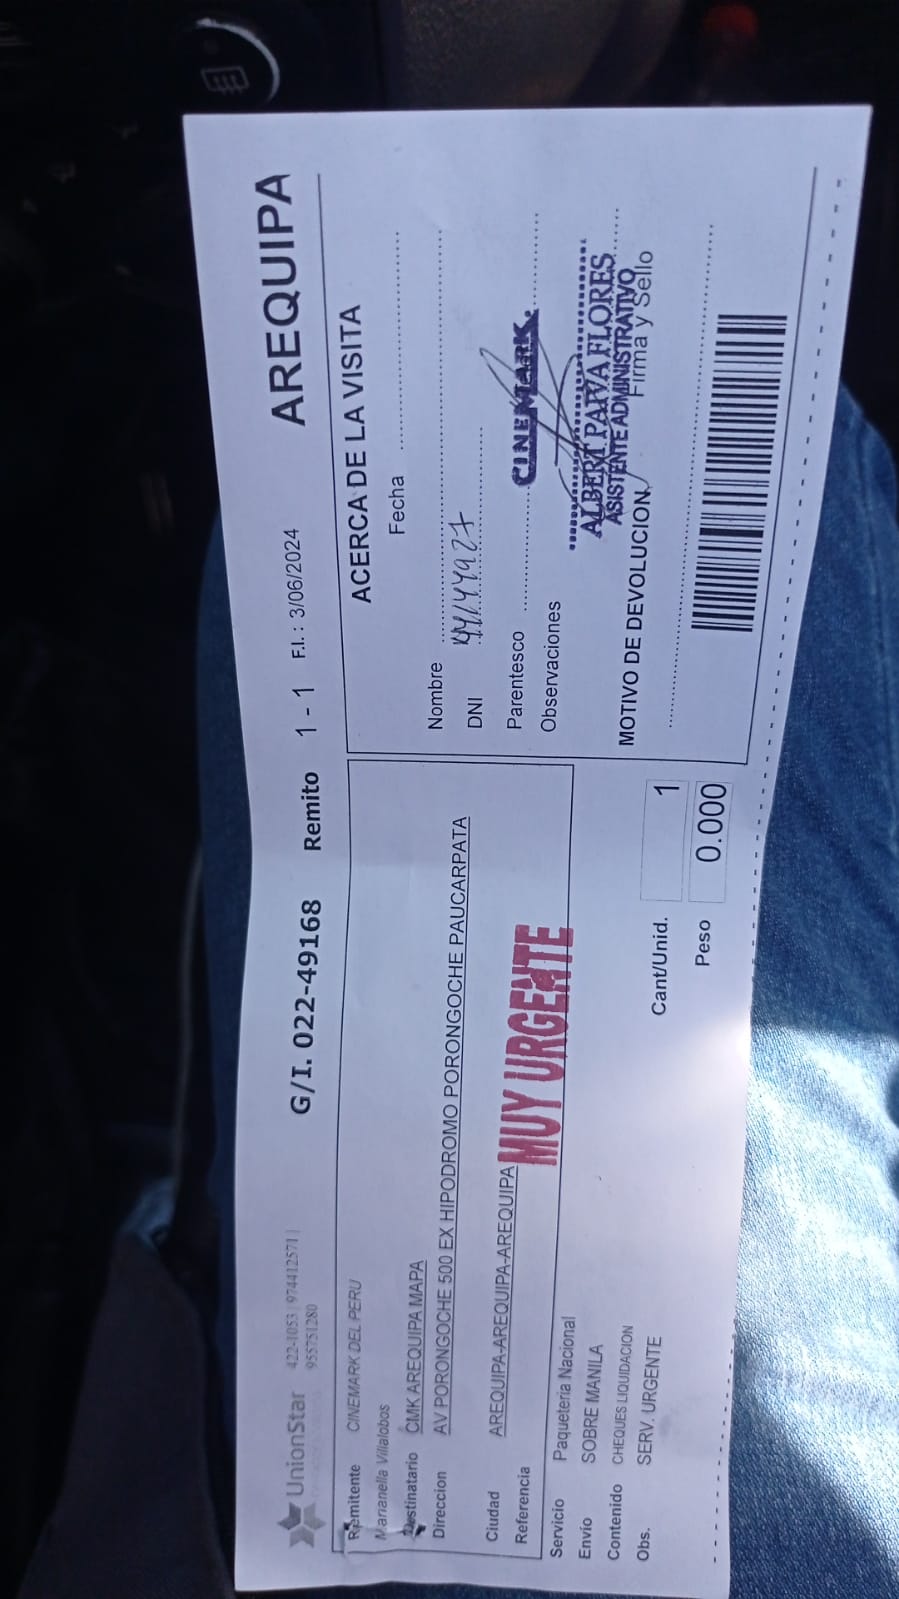 UnionStar 422-1053 | 974412571 |
955751280
G/I. 022-49168 Remito 1 - 1 F.I.: 3/06/2024 AREQUIPA
Remitente CINEMARK DEL PERU
Marianella Villalobos
Destinatario CMK AREQUIPA MAPA
Direccion AV PORONGOCHE 500 EX HIPODROMO PORONGOCHE PAUCARPATA
Ciudad AREQUIPA-AREQUIPA-AREQUIPA
Referencia
MUY URGENTE
Servicio Paquetería Nacional
Envío SOBRE MANILA
Contenido CHEQUES LIQUIDACION
Obs. SERV. URGENTE
Cant/Unid. 1
Peso 0.000
ACERCA DE LA VISITA
Fecha
Nombre
DNI
Parentesco
CINEMARK.
Observaciones
ALBERT PAIVA FLORES
ASISTENTE ADMINISTRATIVO
Firma y Sello
MOTIVO DE DEVOLUCION